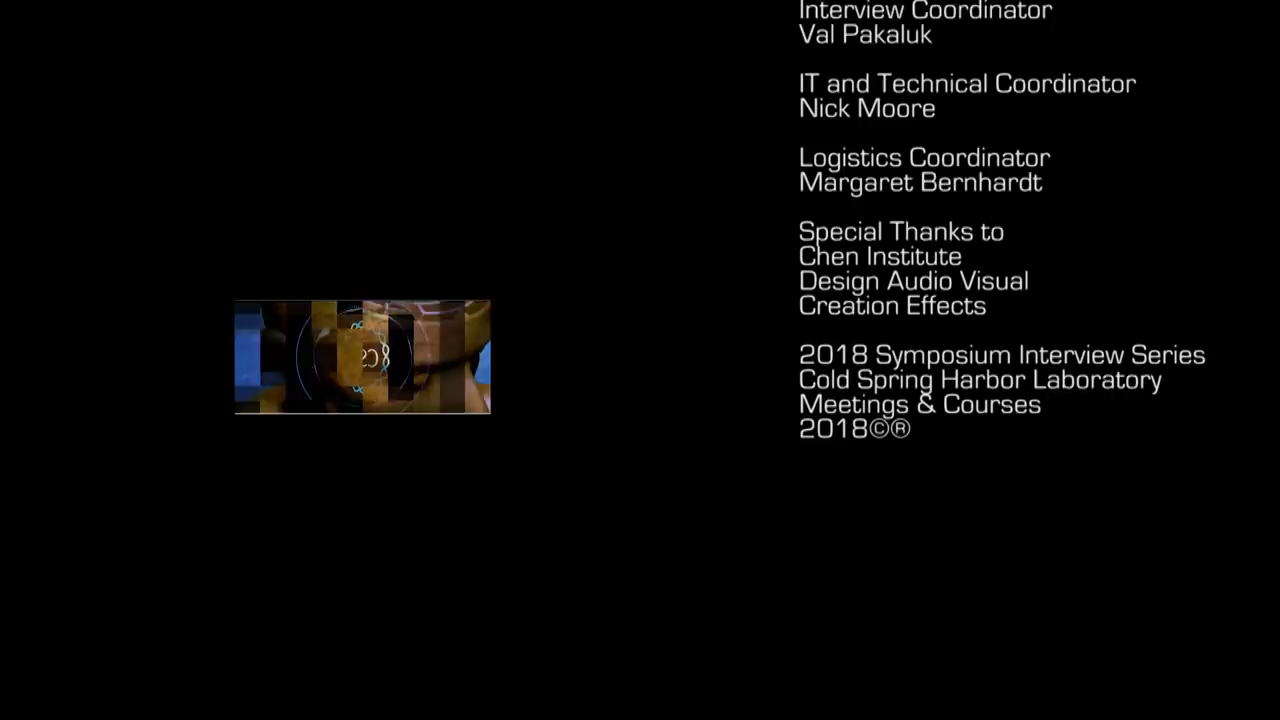 Interview Coordinator
Val Pakaluk
IT and Technical Coordinator
Nick Moore
Logistics Coordinator
Margaret Bernhardt
Special Thanks to
Chen Institute
Design Audio Visual
Creation Effects
2018 Symposium Interview Series
Cold Spring Harbor Laboratory
Meetings & Courses
2018©®